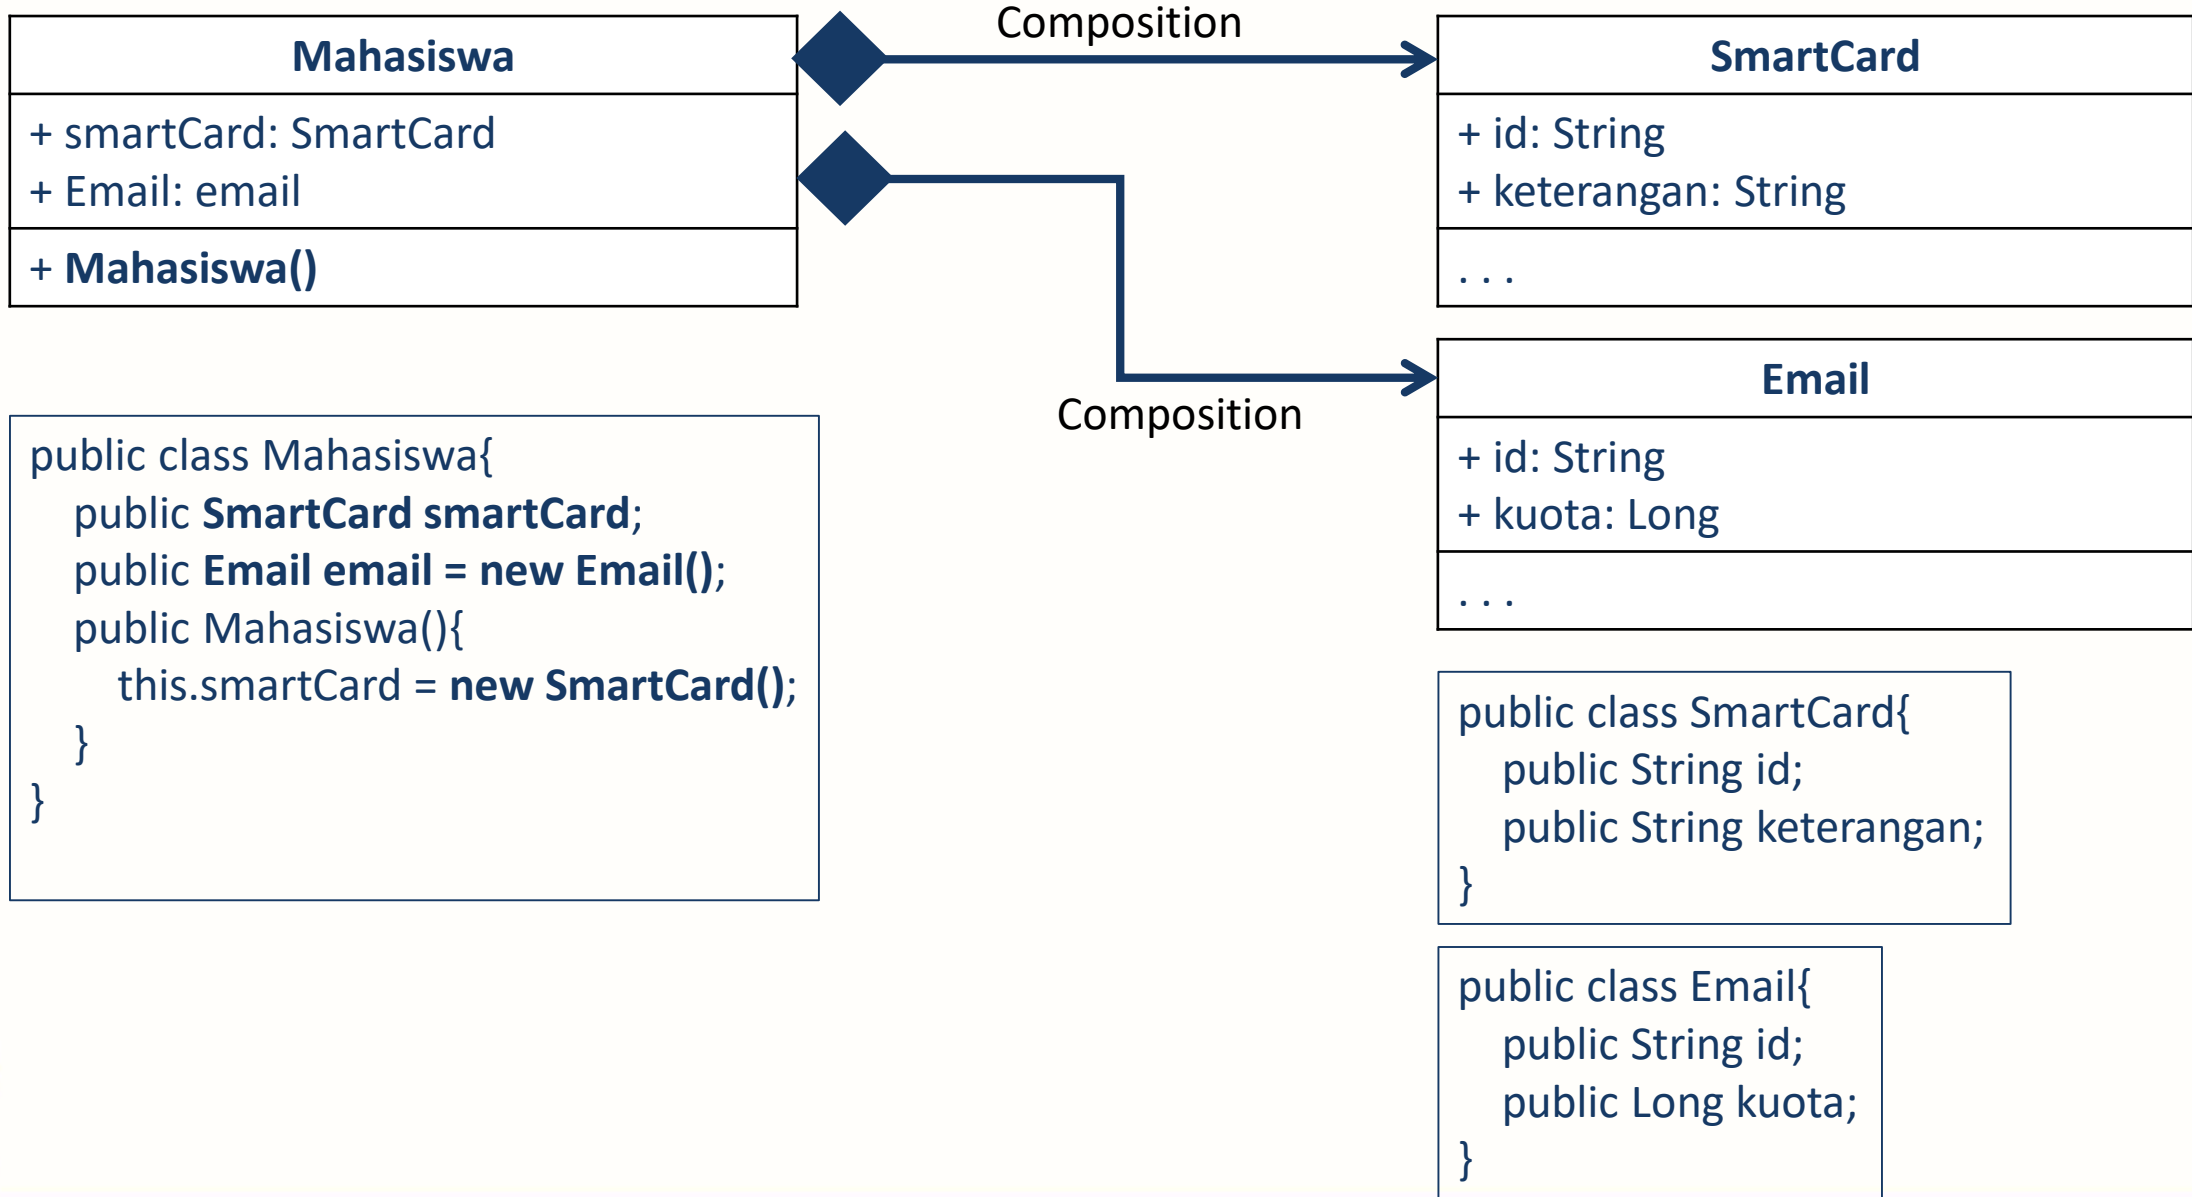 Mahasiswa
+ smartCard: SmartCard
+ Email: email
+ Mahasiswa()
Composition
SmartCard
+ id: String
+ keterangan: String
. . .
Composition
Email
+ id: String
+ kuota: Long
. . .
public class Mahasiswa{
public SmartCard smartCard;
public Email email = new Email();
public Mahasiswa(){
this.smartCard = new SmartCard();
}
}
public class SmartCard{
public String id;
public String keterangan;
}
public class Email{
public String id;
public Long kuota;
}